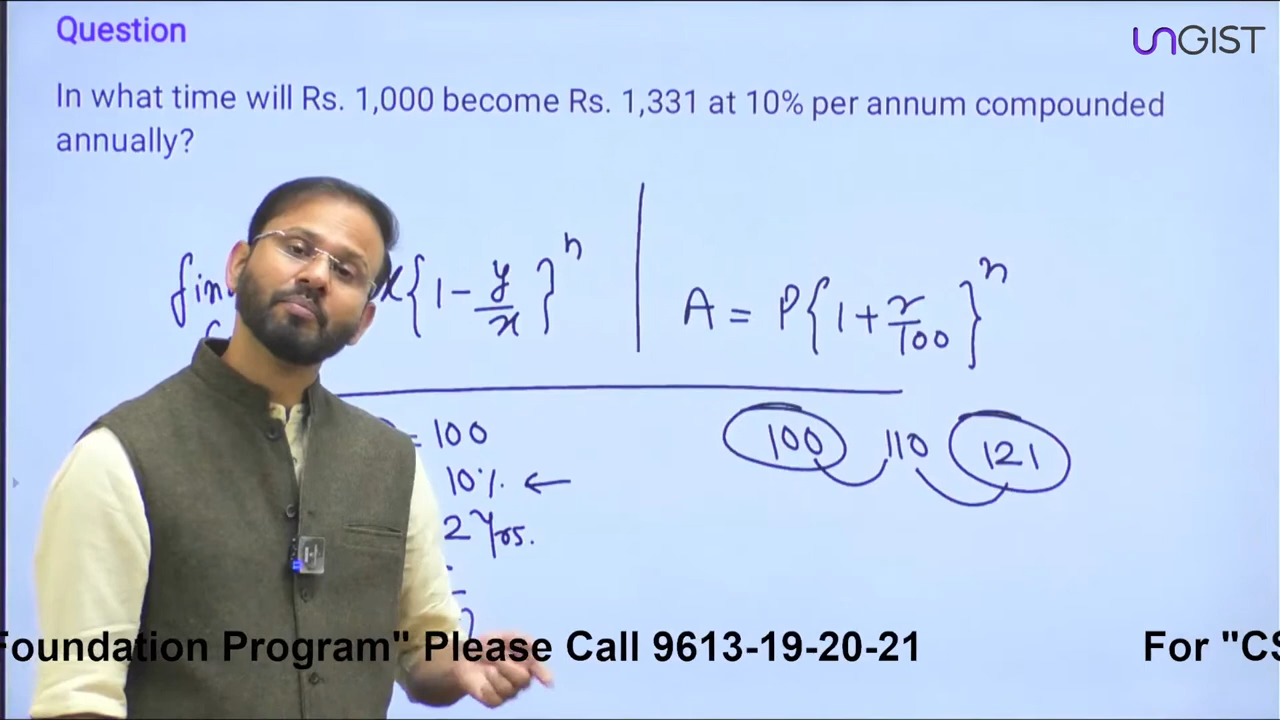 Question
UNGIST
In what time will Rs. 1,000 become Rs. 1,331 at 10% per annum compounded
annually?
x{1-y/x}^n
A = P{1+r/100}^n
= 100
100 110 121
10% ←
2 Yrs.
Foundation Program" Please Call 9613-19-20-21 For "CS